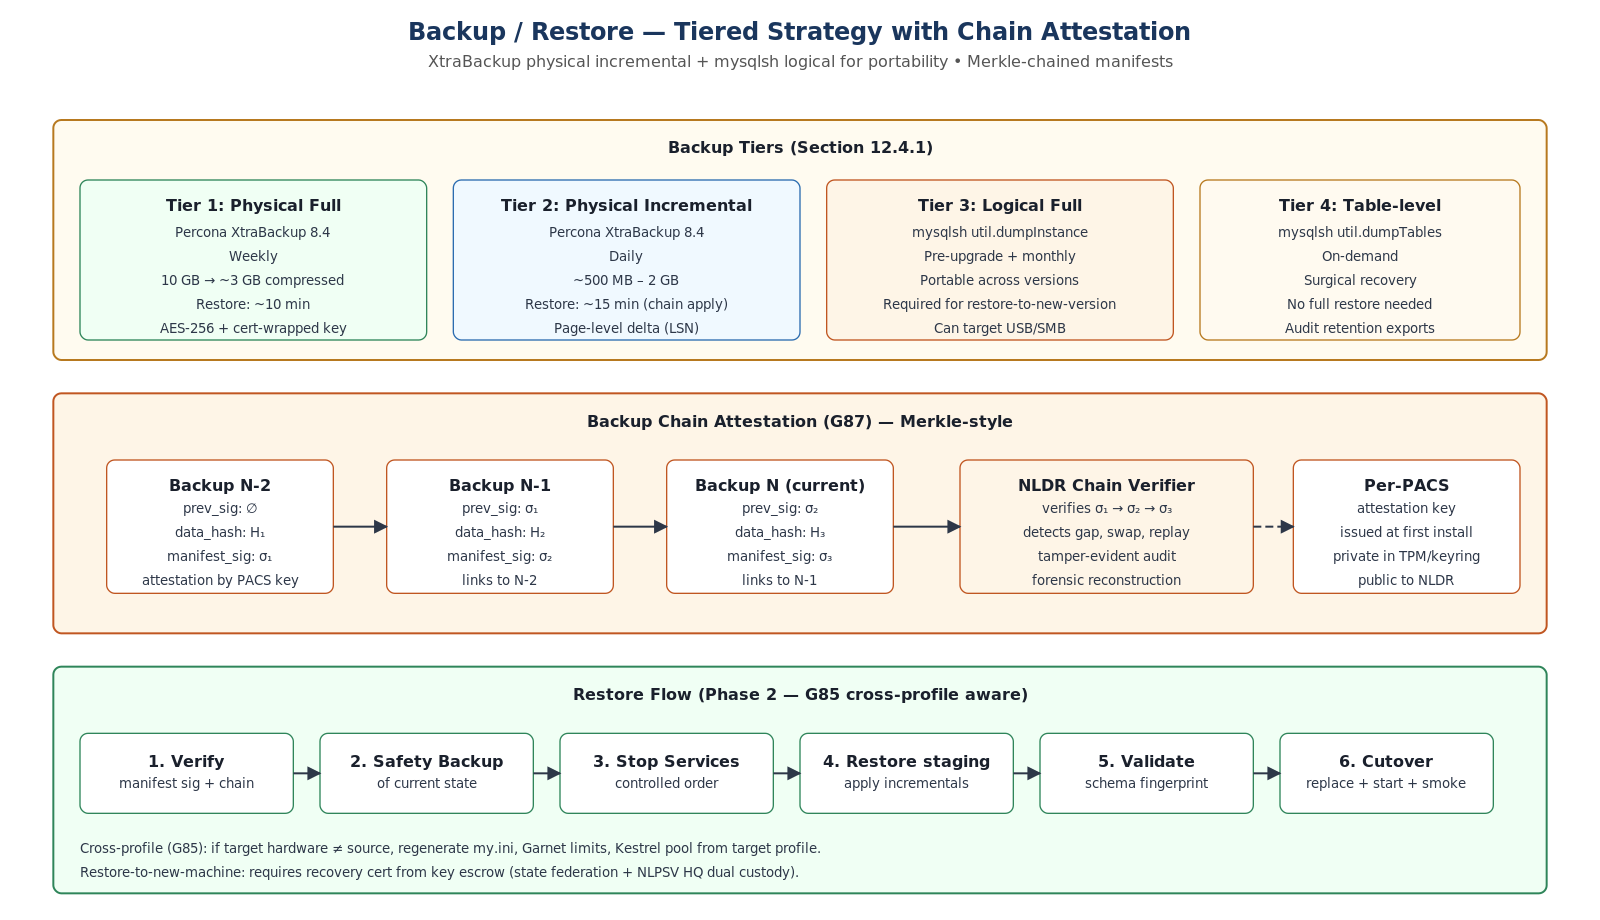 Backup / Restore — Tiered Strategy with Chain Attestation
XtraBackup physical incremental + mysqlsh logical for portability • Merkle-chained manifests
Backup Tiers (Section 12.4.1)
Tier 1: Physical Full
Percona XtraBackup 8.4
Weekly
10 GB → ~3 GB compressed
Restore: ~10 min
AES-256 + cert-wrapped key
Tier 2: Physical Incremental
Percona XtraBackup 8.4
Daily
~500 MB – 2 GB
Restore: ~15 min (chain apply)
Page-level delta (LSN)
Tier 3: Logical Full
mysqlsh util.dumpInstance
Pre-upgrade + monthly
Portable across versions
Required for restore-to-new-version
Can target USB/SMB
Tier 4: Table-level
mysqlsh util.dumpTables
On-demand
Surgical recovery
No full restore needed
Audit retention exports
Backup Chain Attestation (G87) — Merkle-style
Backup N-2
prev_sig: ∅
data_hash: H₁
manifest_sig: σ₁
attestation by PACS key
Backup N-1
prev_sig: σ₁
data_hash: H₂
manifest_sig: σ₂
links to N-2
Backup N (current)
prev_sig: σ₂
data_hash: H₃
manifest_sig: σ₃
links to N-1
NLDR Chain Verifier
verifies σ₁ → σ₂ → σ₃
detects gap, swap, replay
tamper-evident audit
forensic reconstruction
Per-PACS
attestation key
issued at first install
private in TPM/keyring
public to NLDR
Restore Flow (Phase 2 — G85 cross-profile aware)
1. Verify
manifest sig + chain
2. Safety Backup
of current state
3. Stop Services
controlled order
4. Restore staging
apply incrementals
5. Validate
schema fingerprint
6. Cutover
replace + start + smoke
Cross-profile (G85): if target hardware ≠ source, regenerate my.ini, Garnet limits, Kestrel pool from target profile.
Restore-to-new-machine: requires recovery cert from key escrow (state federation + NLPSV HQ dual custody).